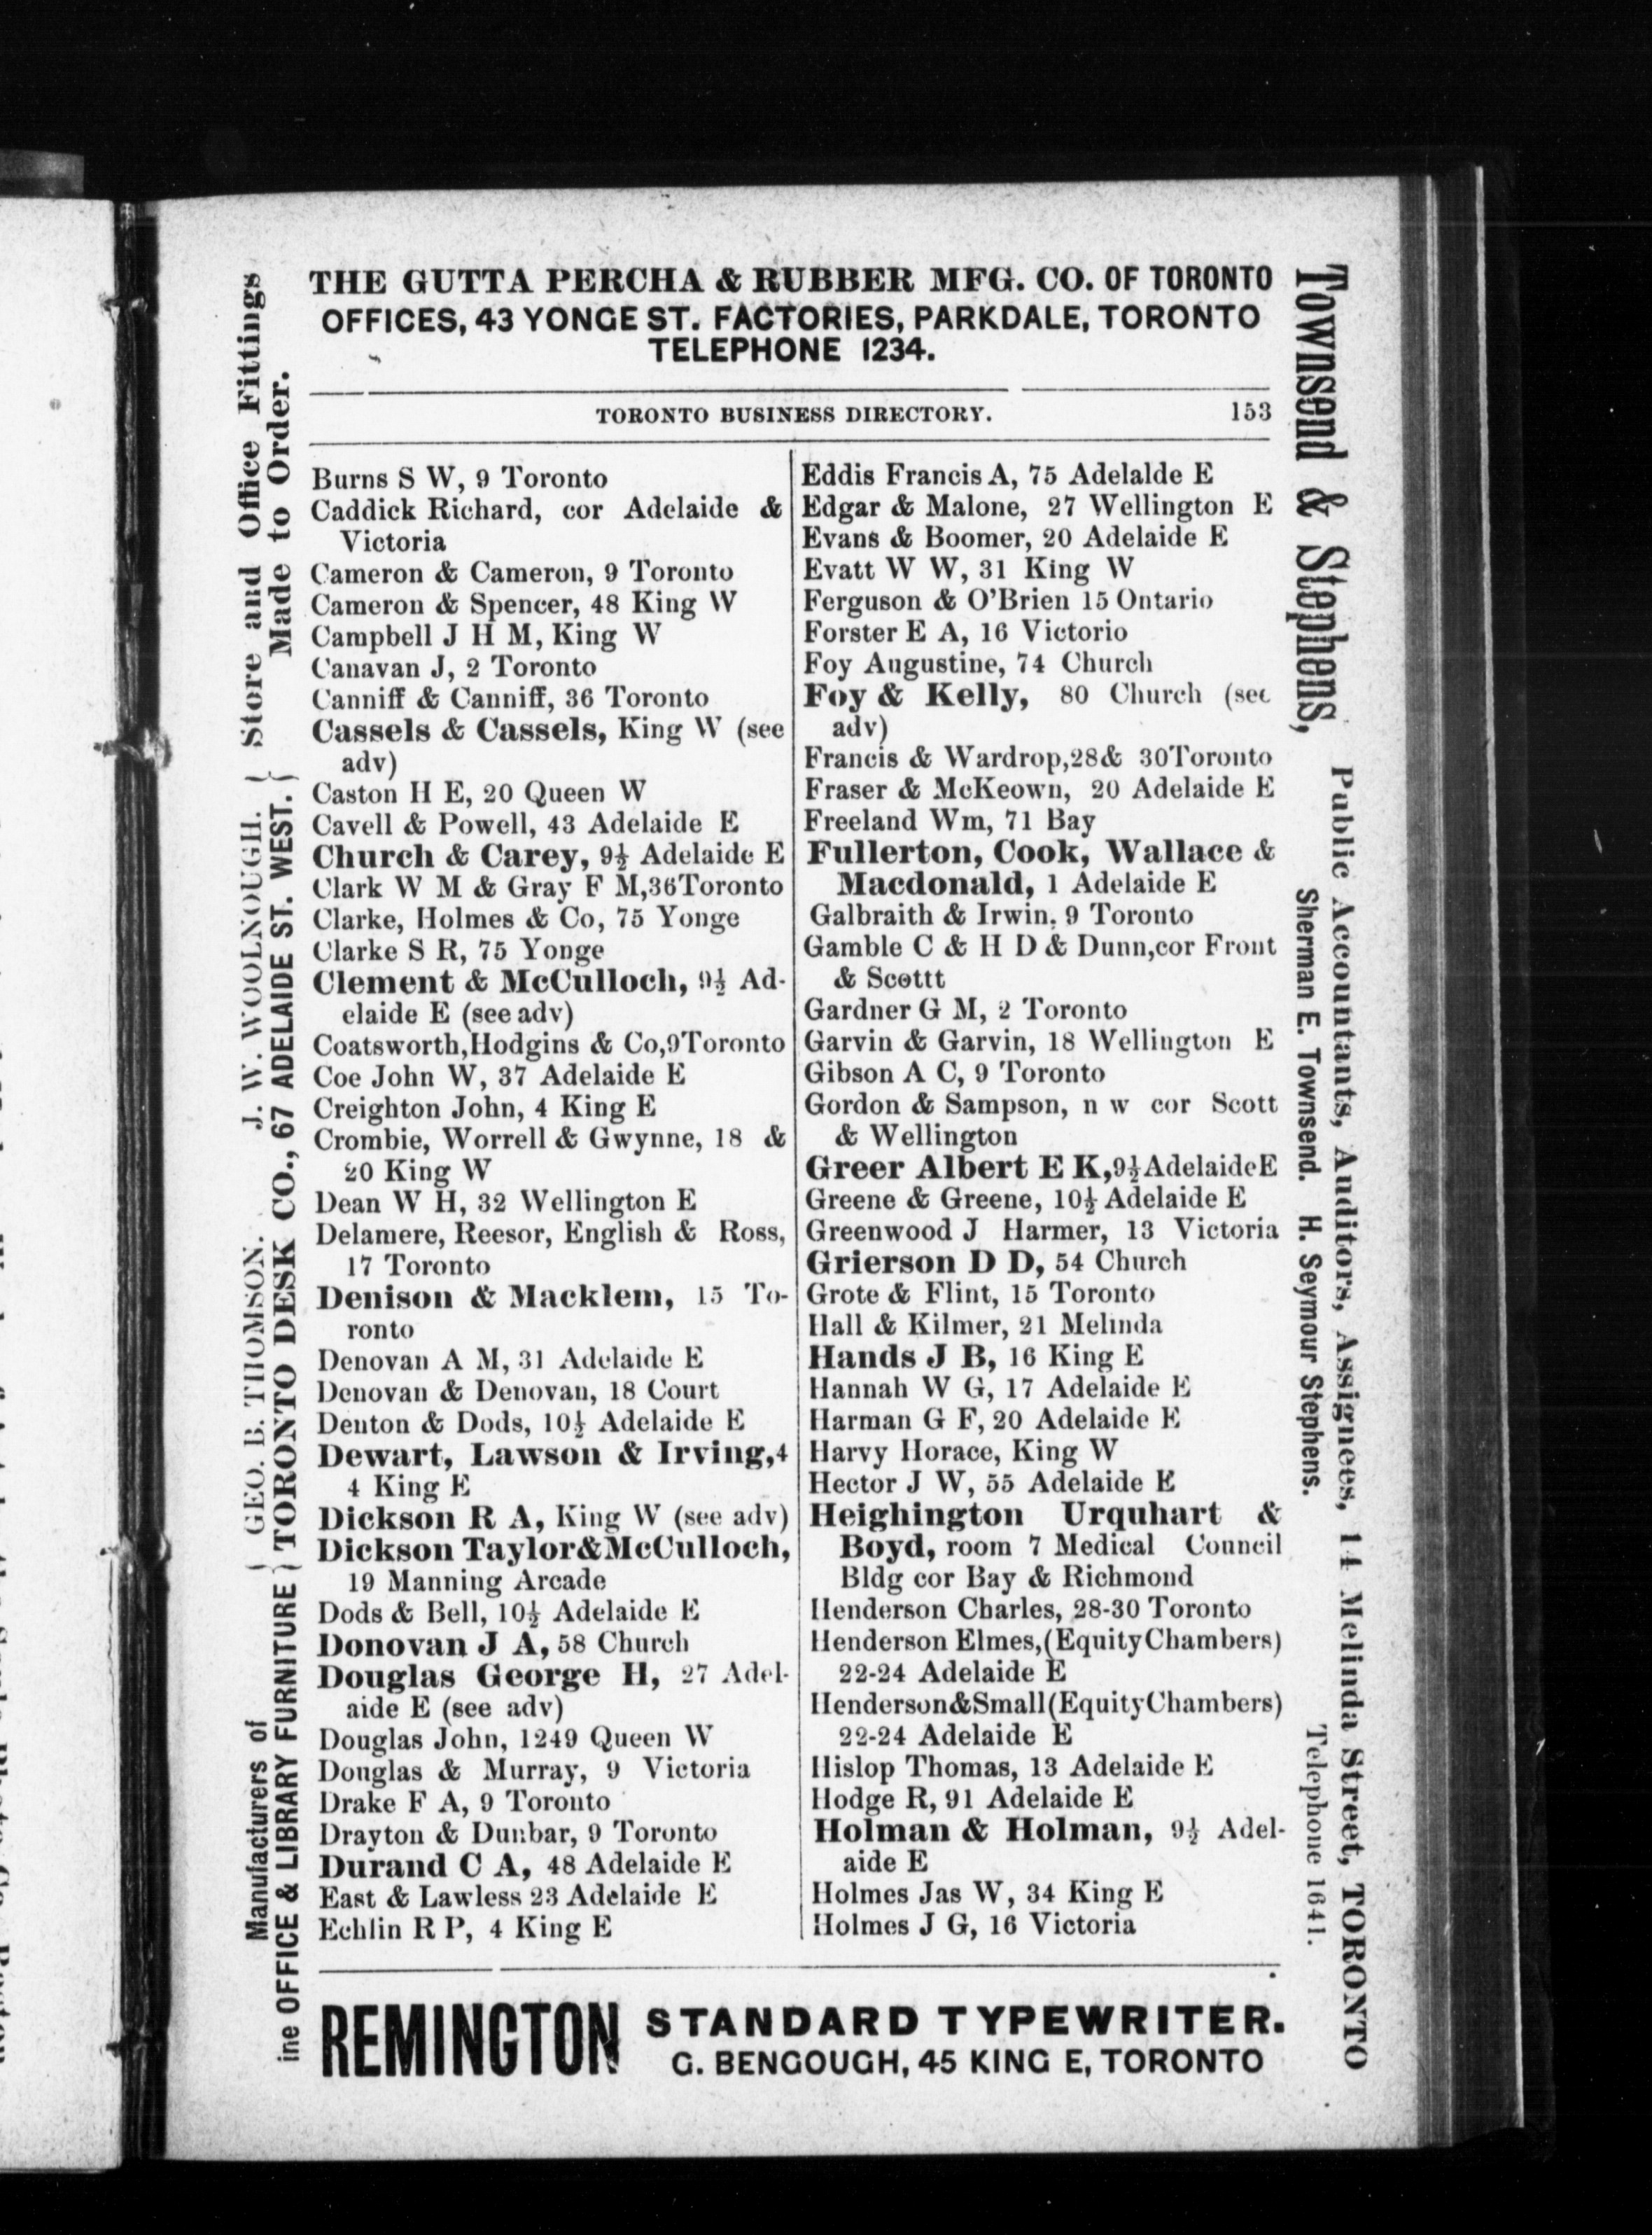 THE GUTTA PERCHA & RUBBER MFG. CO. OF TORONTO
OFFICES, 43 YONGE ST. FACTORIES, PARKDALE, TORONTO
TELEPHONE 1234.
TORONTO BUSINESS DIRECTORY. 153
Burns S W, 9 Toronto
Caddick Richard, cor Adelaide &
Victoria
Cameron & Cameron, 9 Toronto
Cameron & Spencer, 48 King W
Campbell J H M, King W
Canavan J, 2 Toronto
Canniff & Canniff, 36 Toronto
Cassels & Cassels, King W (see
adv)
Caston H E, 20 Queen W
Cavell & Powell, 43 Adelaide E
Church & Carey, 9½ Adelaide E
Clark W M & Gray F M,36Toronto
Clarke, Holmes & Co, 75 Yonge
Clarke S R, 75 Yonge
Clement & McCulloch, 9½ Ad-
elaide E (see adv)
Coatsworth,Hodgins & Co,9Toronto
Coe John W, 37 Adelaide E
Creighton John, 4 King E
Crombie, Worrell & Gwynne, 18 &
20 King W
Dean W H, 32 Wellington E
Delamere, Reesor, English & Ross,
17 Toronto
Denison & Macklem, 15 To-
ronto
Denovan A M, 31 Adelaide E
Denovan & Denovan, 18 Court
Denton & Dods, 10½ Adelaide E
Dewart, Lawson & Irving,4
4 King E
Dickson R A, King W (see adv)
Dickson Taylor&McCulloch,
19 Manning Arcade
Dods & Bell, 10½ Adelaide E
Donovan J A, 58 Church
Douglas George H, 27 Adel-
aide E (see adv)
Douglas John, 1249 Queen W
Douglas & Murray, 9 Victoria
Drake F A, 9 Toronto
Drayton & Dunbar, 9 Toronto
Durand C A, 48 Adelaide E
East & Lawless 23 Adelaide E
Echlin R P, 4 King E
Eddis Francis A, 75 Adelalde E
Edgar & Malone, 27 Wellington E
Evans & Boomer, 20 Adelaide E
Evatt W W, 31 King W
Ferguson & O'Brien 15 Ontario
Forster E A, 16 Victorio
Foy Augustine, 74 Church
Foy & Kelly, 80 Church (see
adv)
Francis & Wardrop,28& 30Toronto
Fraser & McKeown, 20 Adelaide E
Freeland Wm, 71 Bay
Fullerton, Cook, Wallace &
Macdonald, 1 Adelaide E
Galbraith & Irwin, 9 Toronto
Gamble C & H D & Dunn,cor Front
& Scottt
Gardner G M, 2 Toronto
Garvin & Garvin, 18 Wellington E
Gibson A C, 9 Toronto
Gordon & Sampson, n w cor Scott
& Wellington
Greer Albert E K,9½AdelaideE
Greene & Greene, 10½ Adelaide E
Greenwood J Harmer, 13 Victoria
Grierson D D, 54 Church
Grote & Flint, 15 Toronto
Hall & Kilmer, 21 Melinda
Hands J B, 16 King E
Hannah W G, 17 Adelaide E
Harman G F, 20 Adelaide E
Harvy Horace, King W
Hector J W, 55 Adelaide E
Heighington Urquhart &
Boyd, room 7 Medical Council
Bldg cor Bay & Richmond
Henderson Charles, 28-30 Toronto
Henderson Elmes,(EquityChambers)
22-24 Adelaide E
Henderson&Small(EquityChambers)
22-24 Adelaide E
Hislop Thomas, 13 Adelaide E
Hodge R, 91 Adelaide E
Holman & Holman, 9½ Adel-
aide E
Holmes Jas W, 34 King E
Holmes J G, 16 Victoria
REMINGTON STANDARD TYPEWRITER.
G. BENGOUGH, 45 KING E, TORONTO
Manufacturers of { GEO. B. THOMSON. J. W. WOOLNOUGH. } Store and Office Fittings
ine OFFICE & LIBRARY FURNITURE } TORONTO DESK CO., 67 ADELAIDE ST. WEST. { Made to Order.
Townsend & Stephens,
Public Accountants, Auditors, Assignees, 14 Melinda Street, TORONTO
Sherman E. Townsend. H. Seymour Stephens. Telephone 1641.